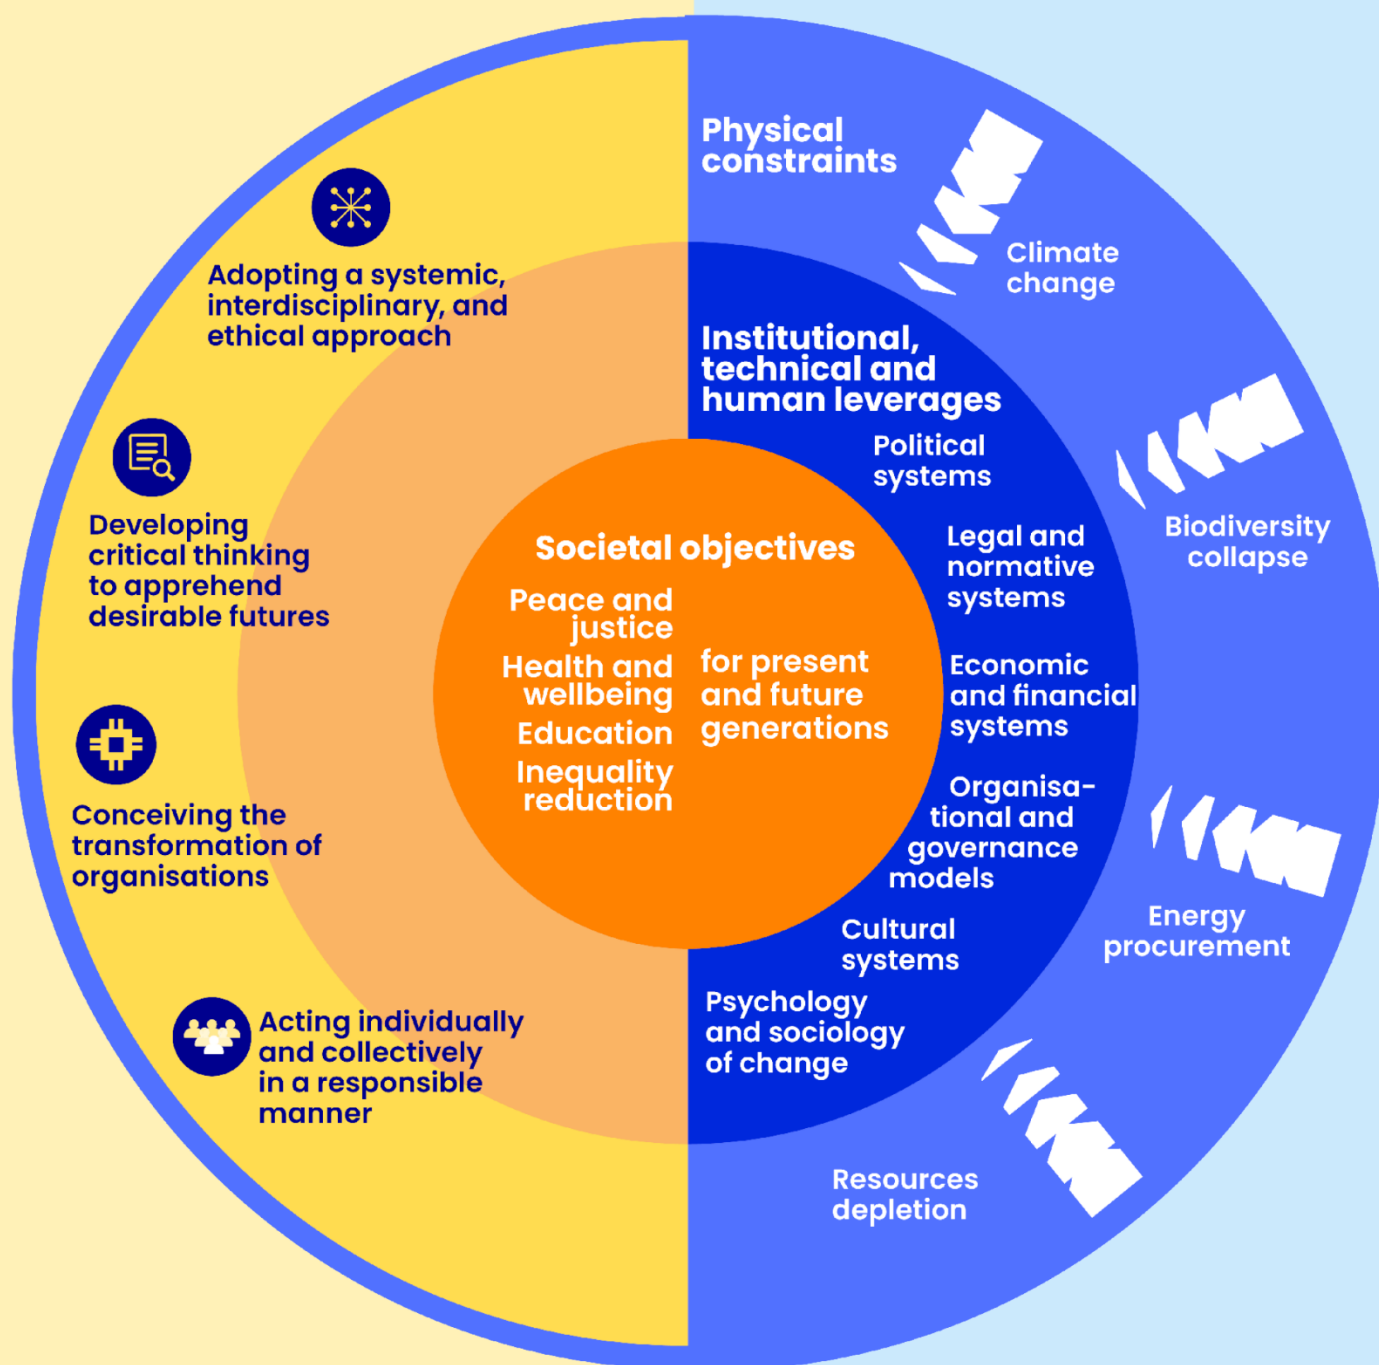 Adopting a systemic,
interdisciplinary, and
ethical approach
Developing
critical thinking
to apprehend
desirable futures
Conceiving the
transformation of
organisations
Acting individually
and collectively
in a responsible
manner
Societal objectives
Peace and
justice
Health and
wellbeing
Education
Inequality
reduction
for present
and future
generations
Institutional,
technical and
human leverages
Political
systems
Legal and
normative
systems
Economic
and financial
systems
Organisa-
tional and
governance
models
Cultural
systems
Psychology
and sociology
of change
Physical
constraints
Climate
change
Biodiversity
collapse
Energy
procurement
Resources
depletion